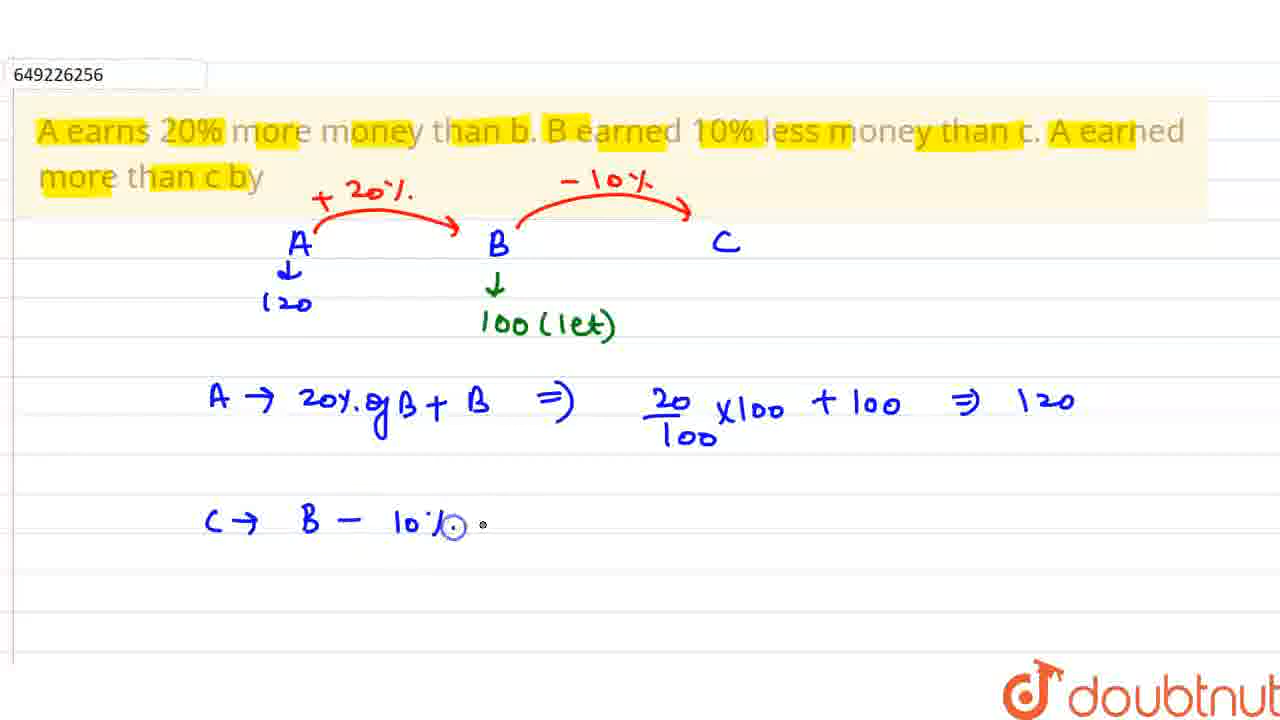 649226256
A earns 20% more money than b. B earned 10% less money than c. A earned
more than c by
+ 20%. - 10%
A B C
↓ ↓
120 100 (let)
A → 20%. of B + B ⇒ 20/100 × 100 + 100 ⇒ 120
C → B - 10%.
doubtnut